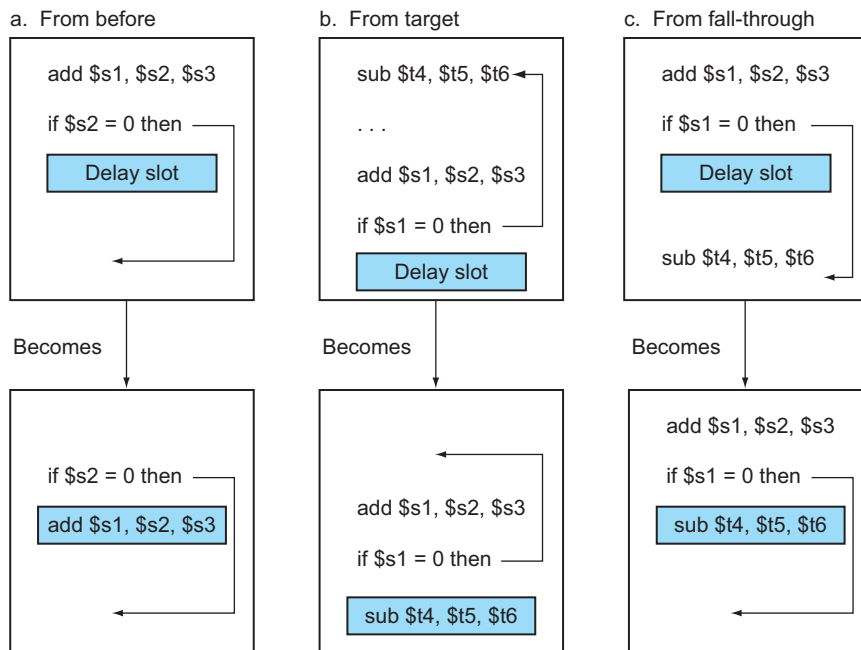 a. From before
add $s1, $s2, $s3
if $s2 = 0 then
Delay slot
Becomes
if $s2 = 0 then
add $s1, $s2, $s3
b. From target
sub $t4, $t5, $t6
. . .
add $s1, $s2, $s3
if $s1 = 0 then
Delay slot
Becomes
add $s1, $s2, $s3
if $s1 = 0 then
sub $t4, $t5, $t6
c. From fall-through
add $s1, $s2, $s3
if $s1 = 0 then
Delay slot
sub $t4, $t5, $t6
Becomes
add $s1, $s2, $s3
if $s1 = 0 then
sub $t4, $t5, $t6